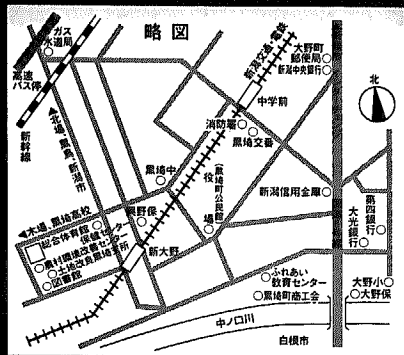 略図
ガス
水道局
高速
バス停
新幹線
▲北場、黒鳥、新潟市
新潟交通・電鉄
大野町
郵便局
新潟中央銀行
中学前
北
消防署
黒埼交番
黒埼中
役場
(黒埼町公民館)
新潟信用金庫
第四銀行
大光銀行
◀木場、黒埼高校
総合体育館
保健センター
農村環境改善センター
土地改良黒埼
図書館
新大野
ふれあい
教育センター
黒埼町商工会
大野小
大野保
中ノ口川
白根市